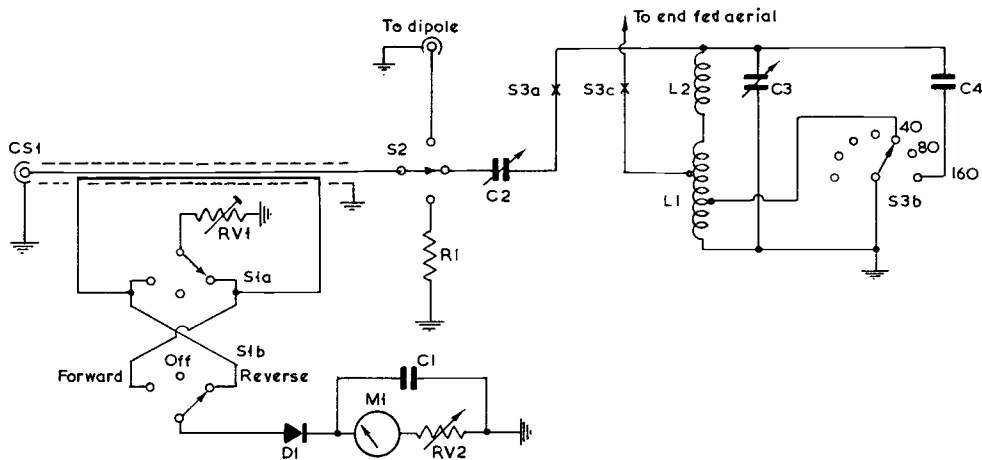 To dipole
To end fed aerial
S3a
S3c
L2
C3
C4
CS1
S2
C2
40
80
160
L1
S3b
RV1
R1
S1a
S1b
Off
Forward
Reverse
C1
M1
D1
RV2